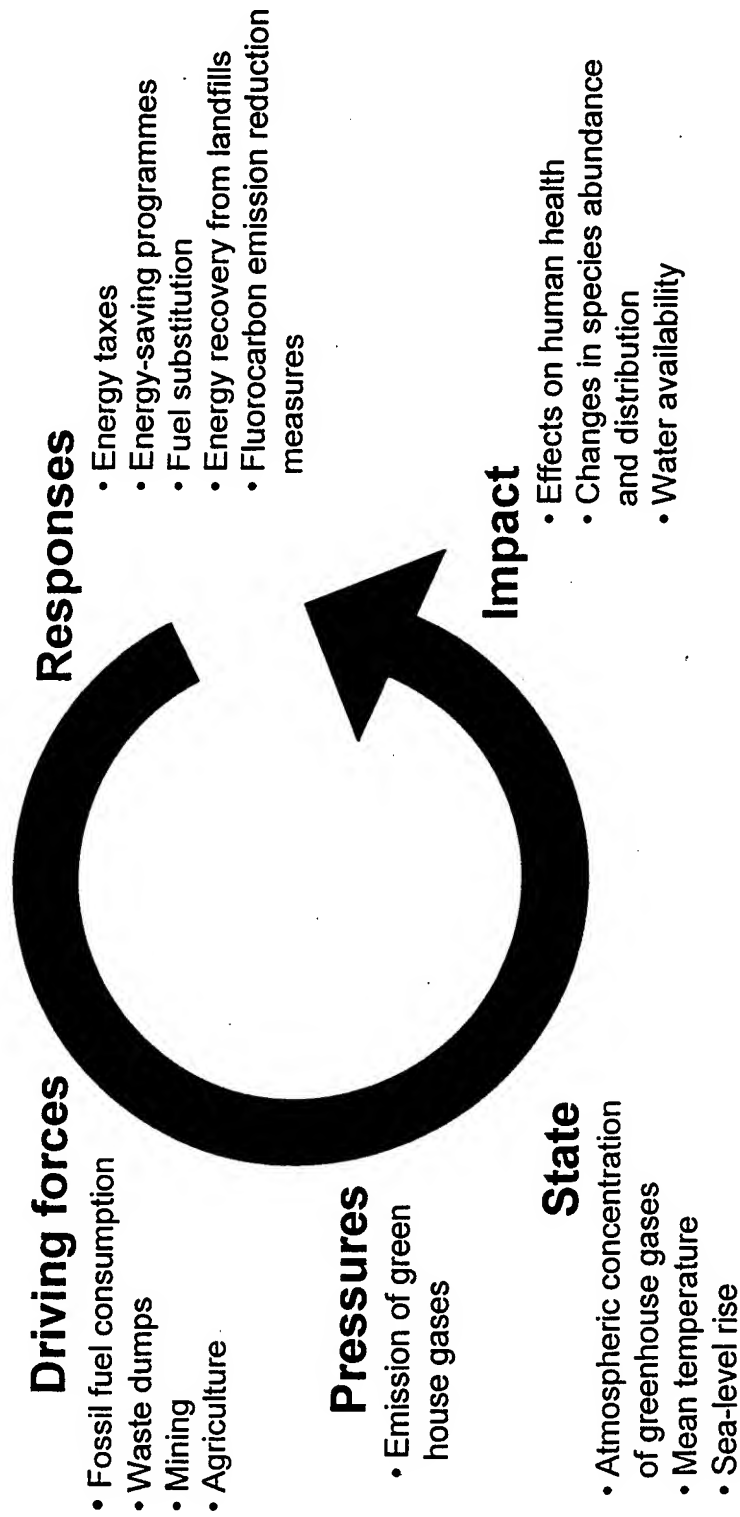 Driving forces
• Fossil fuel consumption
• Waste dumps
• Mining
• Agriculture
Pressures
• Emission of green
house gases
State
• Atmospheric concentration
of greenhouse gases
• Mean temperature
• Sea-level rise
Impact
• Effects on human health
• Changes in species abundance
and distribution
• Water availability
Responses
• Energy taxes
• Energy-saving programmes
• Fuel substitution
• Energy recovery from landfills
• Fluorocarbon emission reduction
measures